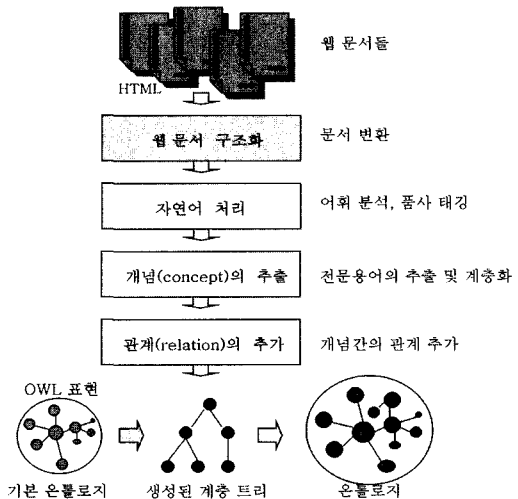 웹 문서들
HTML
웹 문서 구조화 문서 변환
자연어 처리 어휘 분석, 품사 태깅
개념(concept)의 추출 전문용어의 추출 및 계층화
관계(relation)의 추가 개념간의 관계 추가
OWL 표현
기본 온톨로지 생성된 계층 트리 온톨로지